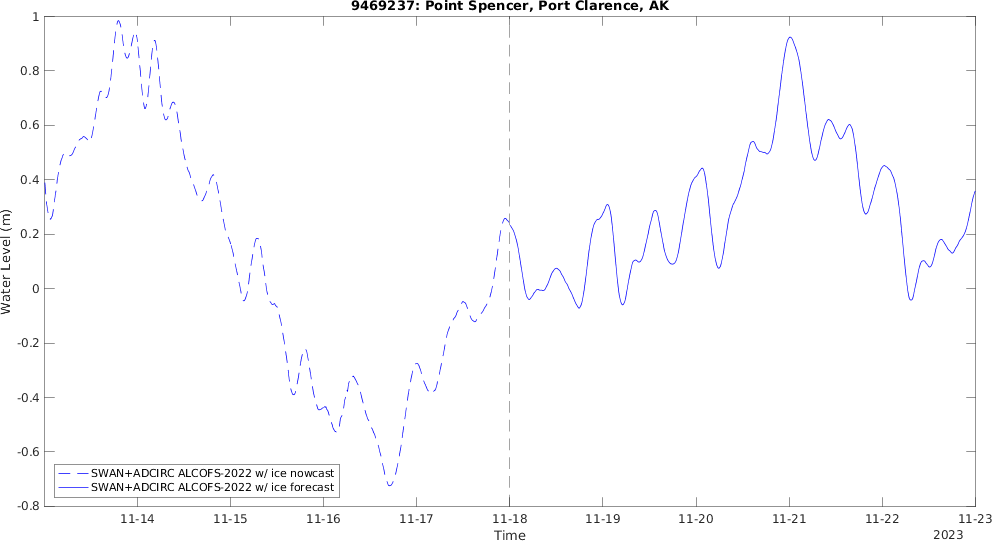 9469237: Point Spencer, Port Clarence, AK
1
0.8
0.6
0.4
0.2
0
-0.2
-0.4
-0.6
-0.8
Water Level (m)
SWAN+ADCIRC ALCOFS-2022 w/ ice nowcast
SWAN+ADCIRC ALCOFS-2022 w/ ice forecast
11-14 11-15 11-16 11-17 11-18 11-19 11-20 11-21 11-22 11-23
Time
2023